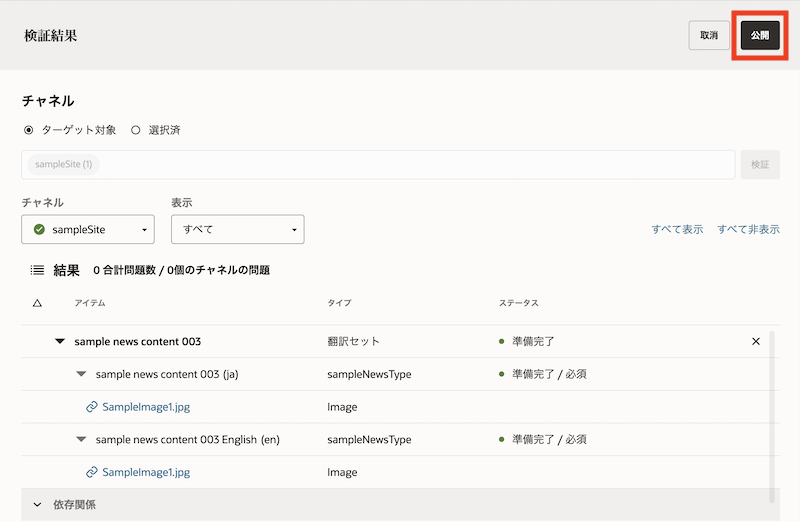 検証結果
取消 公開
チャネル
ターゲット対象 選択済
sampleSite (1) 検証
チャネル 表示
sampleSite すべて すべて表示 すべて非表示
結果 0 合計問題数 / 0個のチャネルの問題
アイテム タイプ ステータス
sample news content 003 翻訳セット 準備完了
sample news content 003 (ja) sampleNewsType 準備完了 / 必須
SampleImage1.jpg Image
sample news content 003 English (en) sampleNewsType 準備完了 / 必須
SampleImage1.jpg Image
依存関係